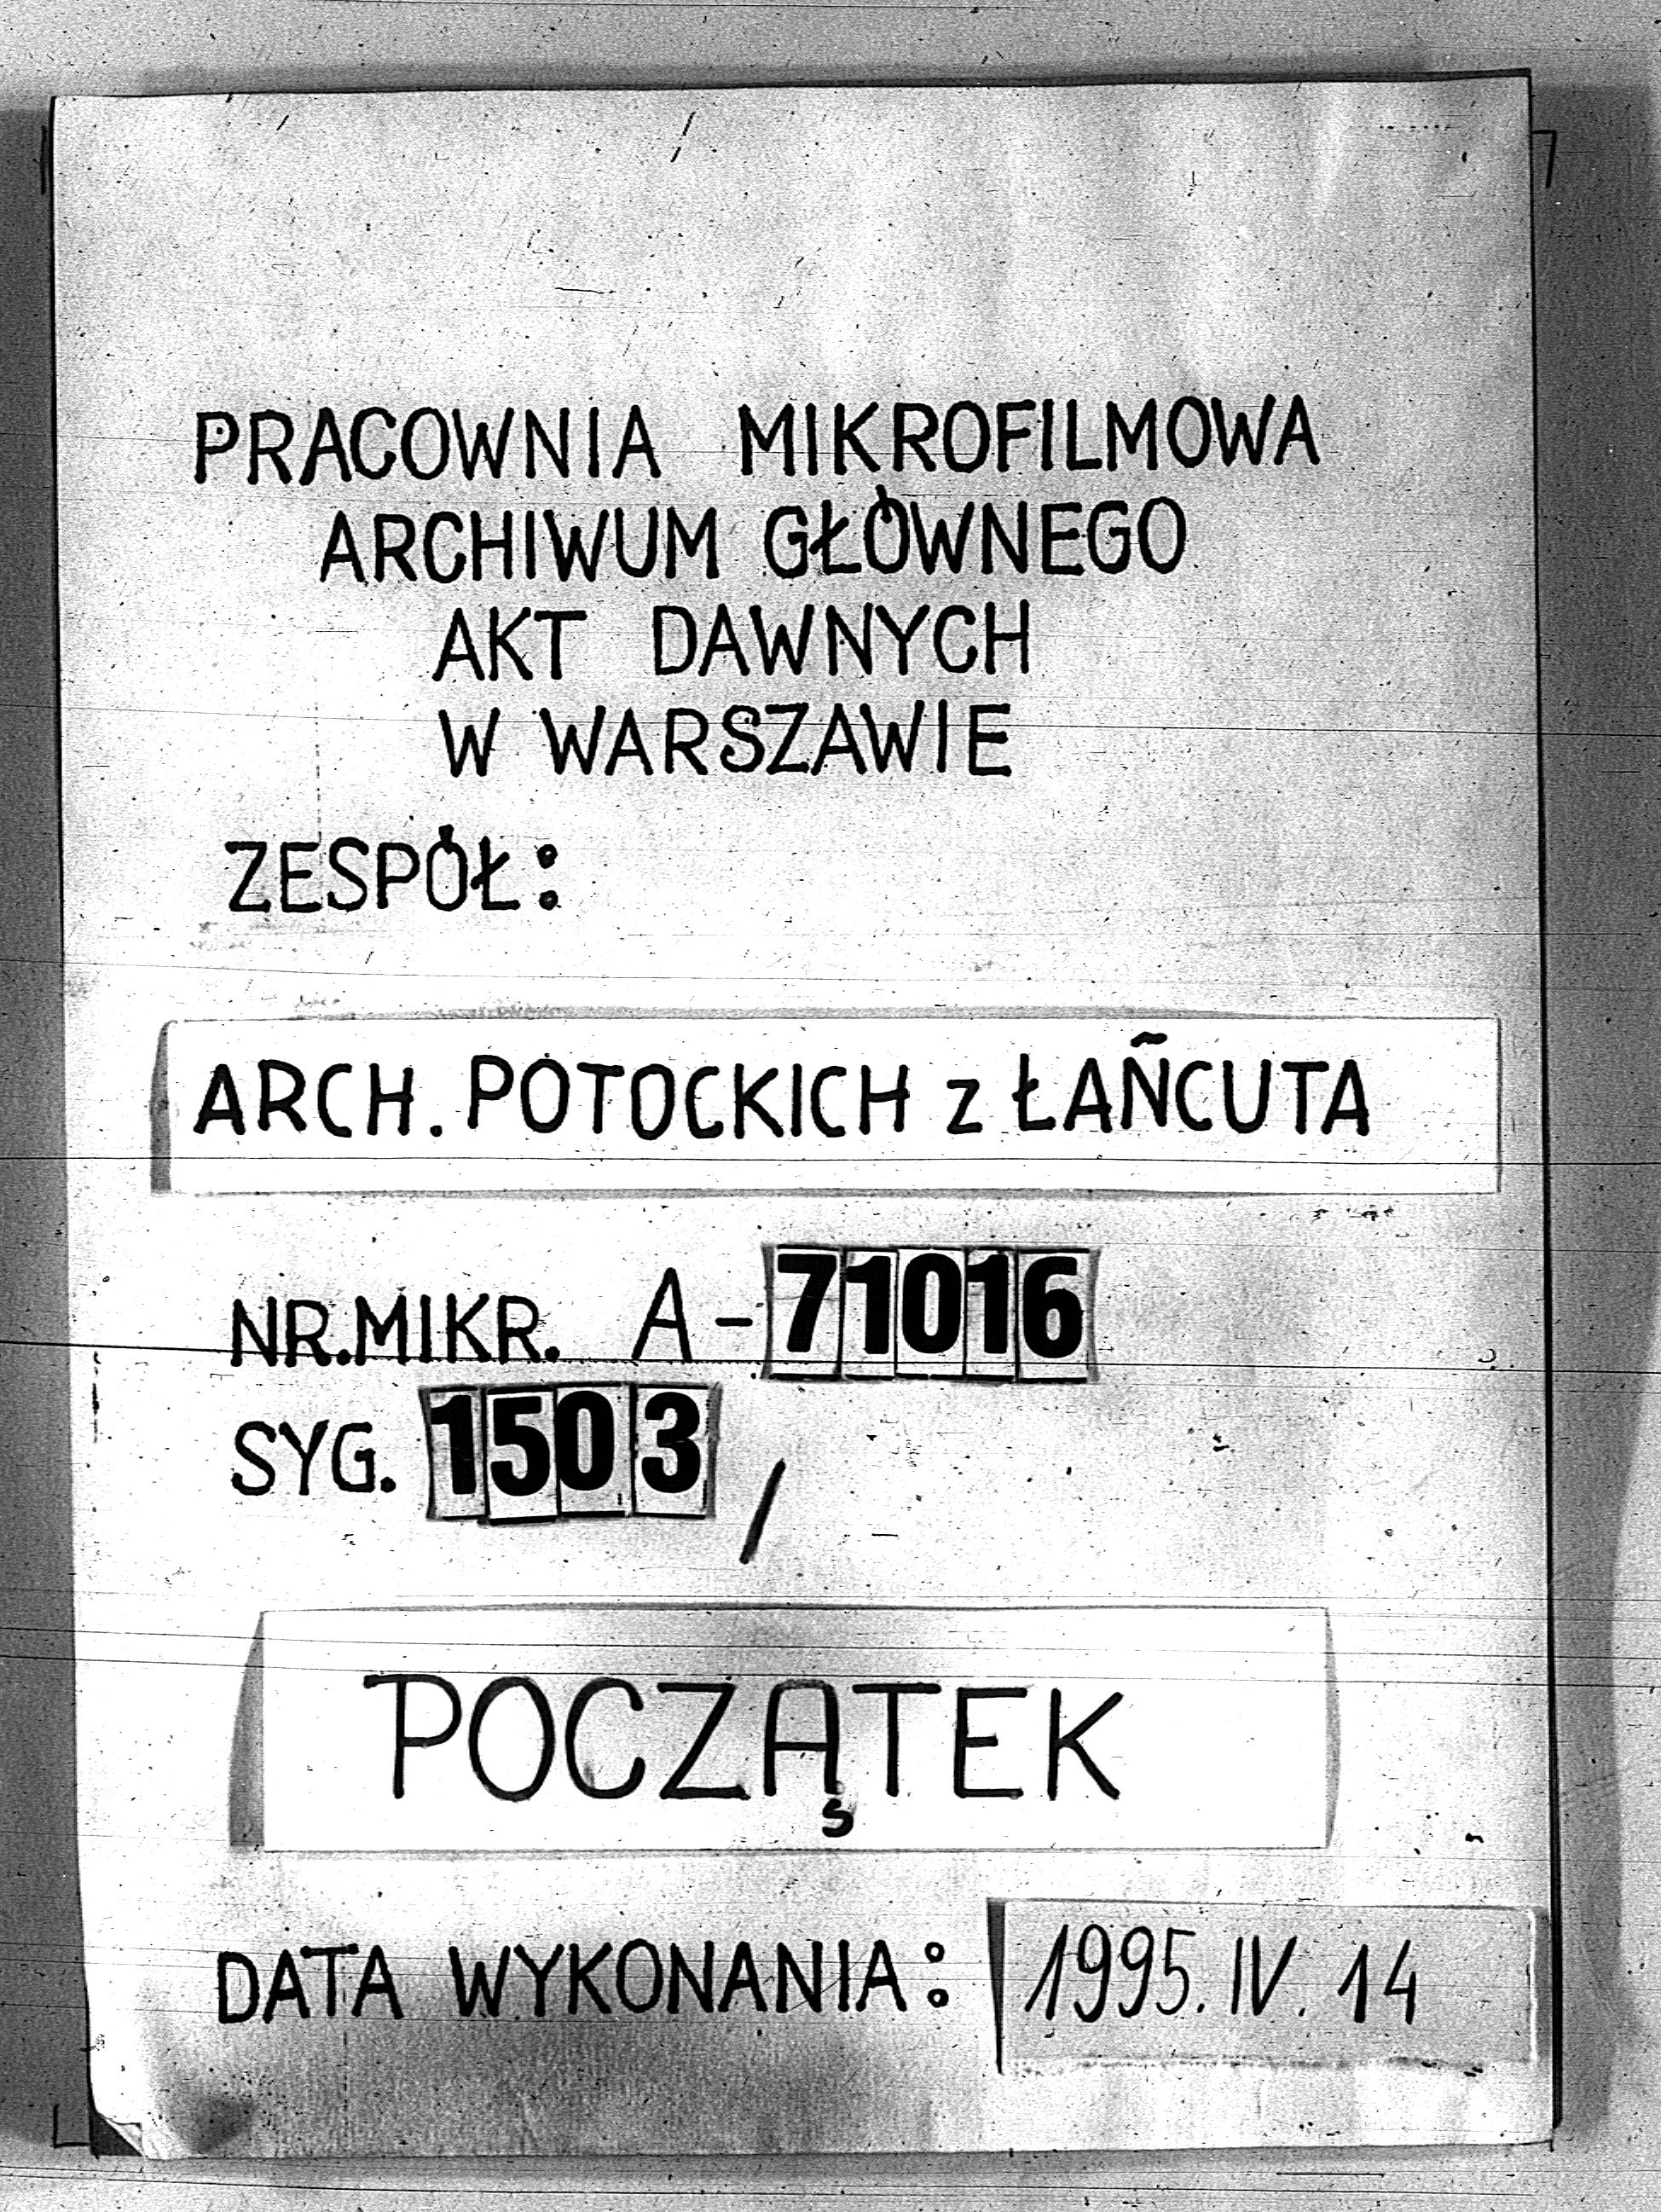 PRACOWNIA MIKROFILMOWA
ARCHIWUM GŁÓWNEGO
AKT DAWNYCH
W WARSZAWIE
ZESPÓŁ:
ARCH. POTOCKICH z ŁAÑCUTA
NR.MIKR. A-71016
SYG. 1503/
POCZĄTEK
DATA WYKONANIA: 1995.IV.14